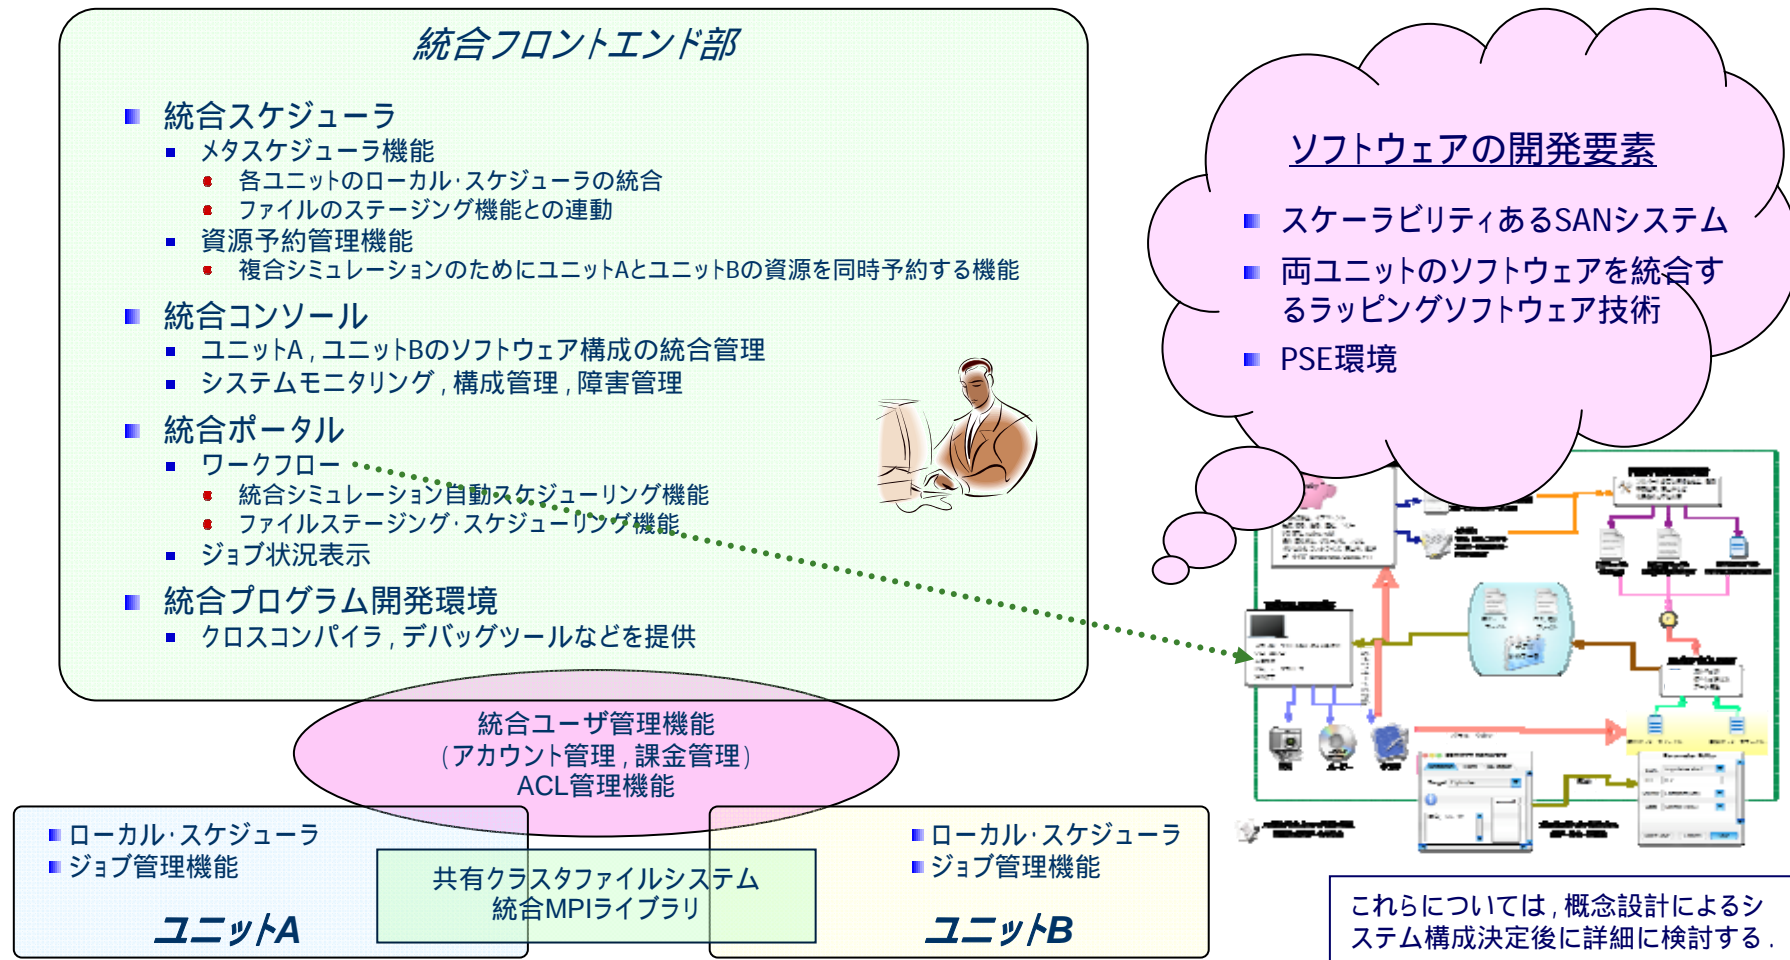 統合フロントエンド部
統合スケジューラ
メタスケジューラ機能
各ユニットのローカル・スケジューラの統合
ファイルのステージング機能との連動
資源予約管理機能
複合シミュレーションのためにユニットAとユニットBの資源を同時予約する機能
統合コンソール
ユニットA，ユニットBのソフトウェア構成の統合管理
システムモニタリング，構成管理，障害管理
統合ポータル
ワークフロー
統合シミュレーション自動スケジューリング機能
ファイルステージング・スケジューリング機能
ジョブ状況表示
統合プログラム開発環境
クロスコンパイラ，デバッグツールなどを提供
統合ユーザ管理機能
(アカウント管理，課金管理)
ACL管理機能
ローカル・スケジューラ
ジョブ管理機能
ユニットA
共有クラスタファイルシステム
統合MPIライブラリ
ローカル・スケジューラ
ジョブ管理機能
ユニットB
ソフトウェアの開発要素
スケーラビリティあるSANシステム
両ユニットのソフトウェアを統合す
るラッピングソフトウェア技術
PSE環境
これらについては，概念設計によるシ
ステム構成決定後に詳細に検討する．